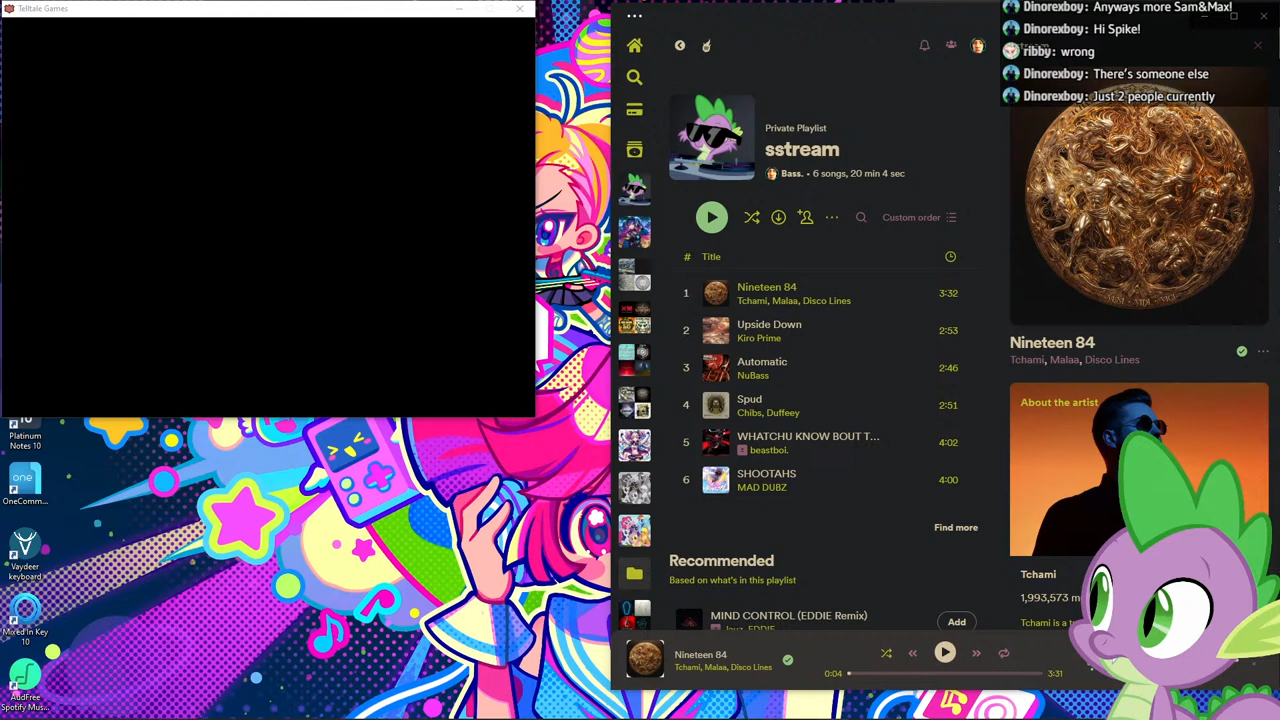 Telltale Games
Dinorexboy: Anyways more Sam&Max!
Dinorexboy: Hi Spike!
ribby: wrong
Dinorexboy: There's someone else
Dinorexboy: Just 2 people currently
Private Playlist
sstream
Bass. • 6 songs, 20 min 4 sec
Custom order
# Title
1 Nineteen 84 3:32
Tchami, Malaa, Disco Lines
2 Upside Down 2:53
Kiro Prime
3 Automatic 2:46
NuBass
4 Spud 2:51
Chibs, Duffeey
5 WHATCHU KNOW BOUT T... 4:02
E beastboi.
6 SHOOTAHS 4:00
MAD DUBZ
Find more
Recommended
Based on what's in this playlist
MIND CONTROL (EDDIE Remix)
Add
Nineteen 84
Tchami, Malaa, Disco Lines
About the artist
Tchami
1,993,573 m
Tchami is a
Nineteen 84
Tchami, Malaa, Disco Lines
0:04 3:31
Platinum
Notes 10
one
OneComm...
Vaydeer
keyboard
Mixed In Key
10
AudFree
Spotify Mus...